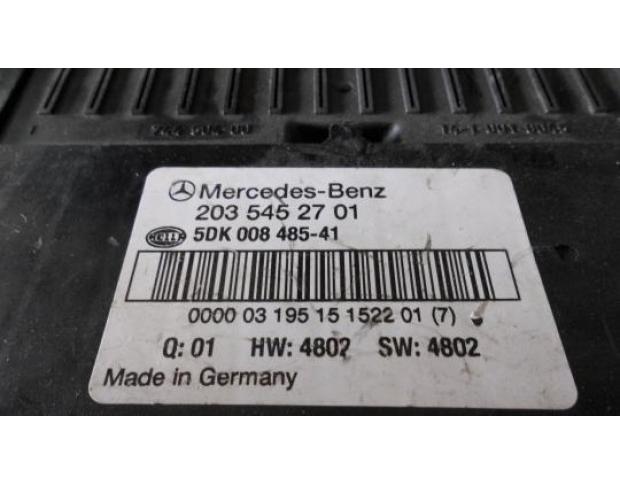 Mercedes-Benz
203 545 27 01
5DK 008 485-41
0000 03 195 15 1522 01 (7)
Q: 01 HW: 4802 SW: 4802
Made in Germany